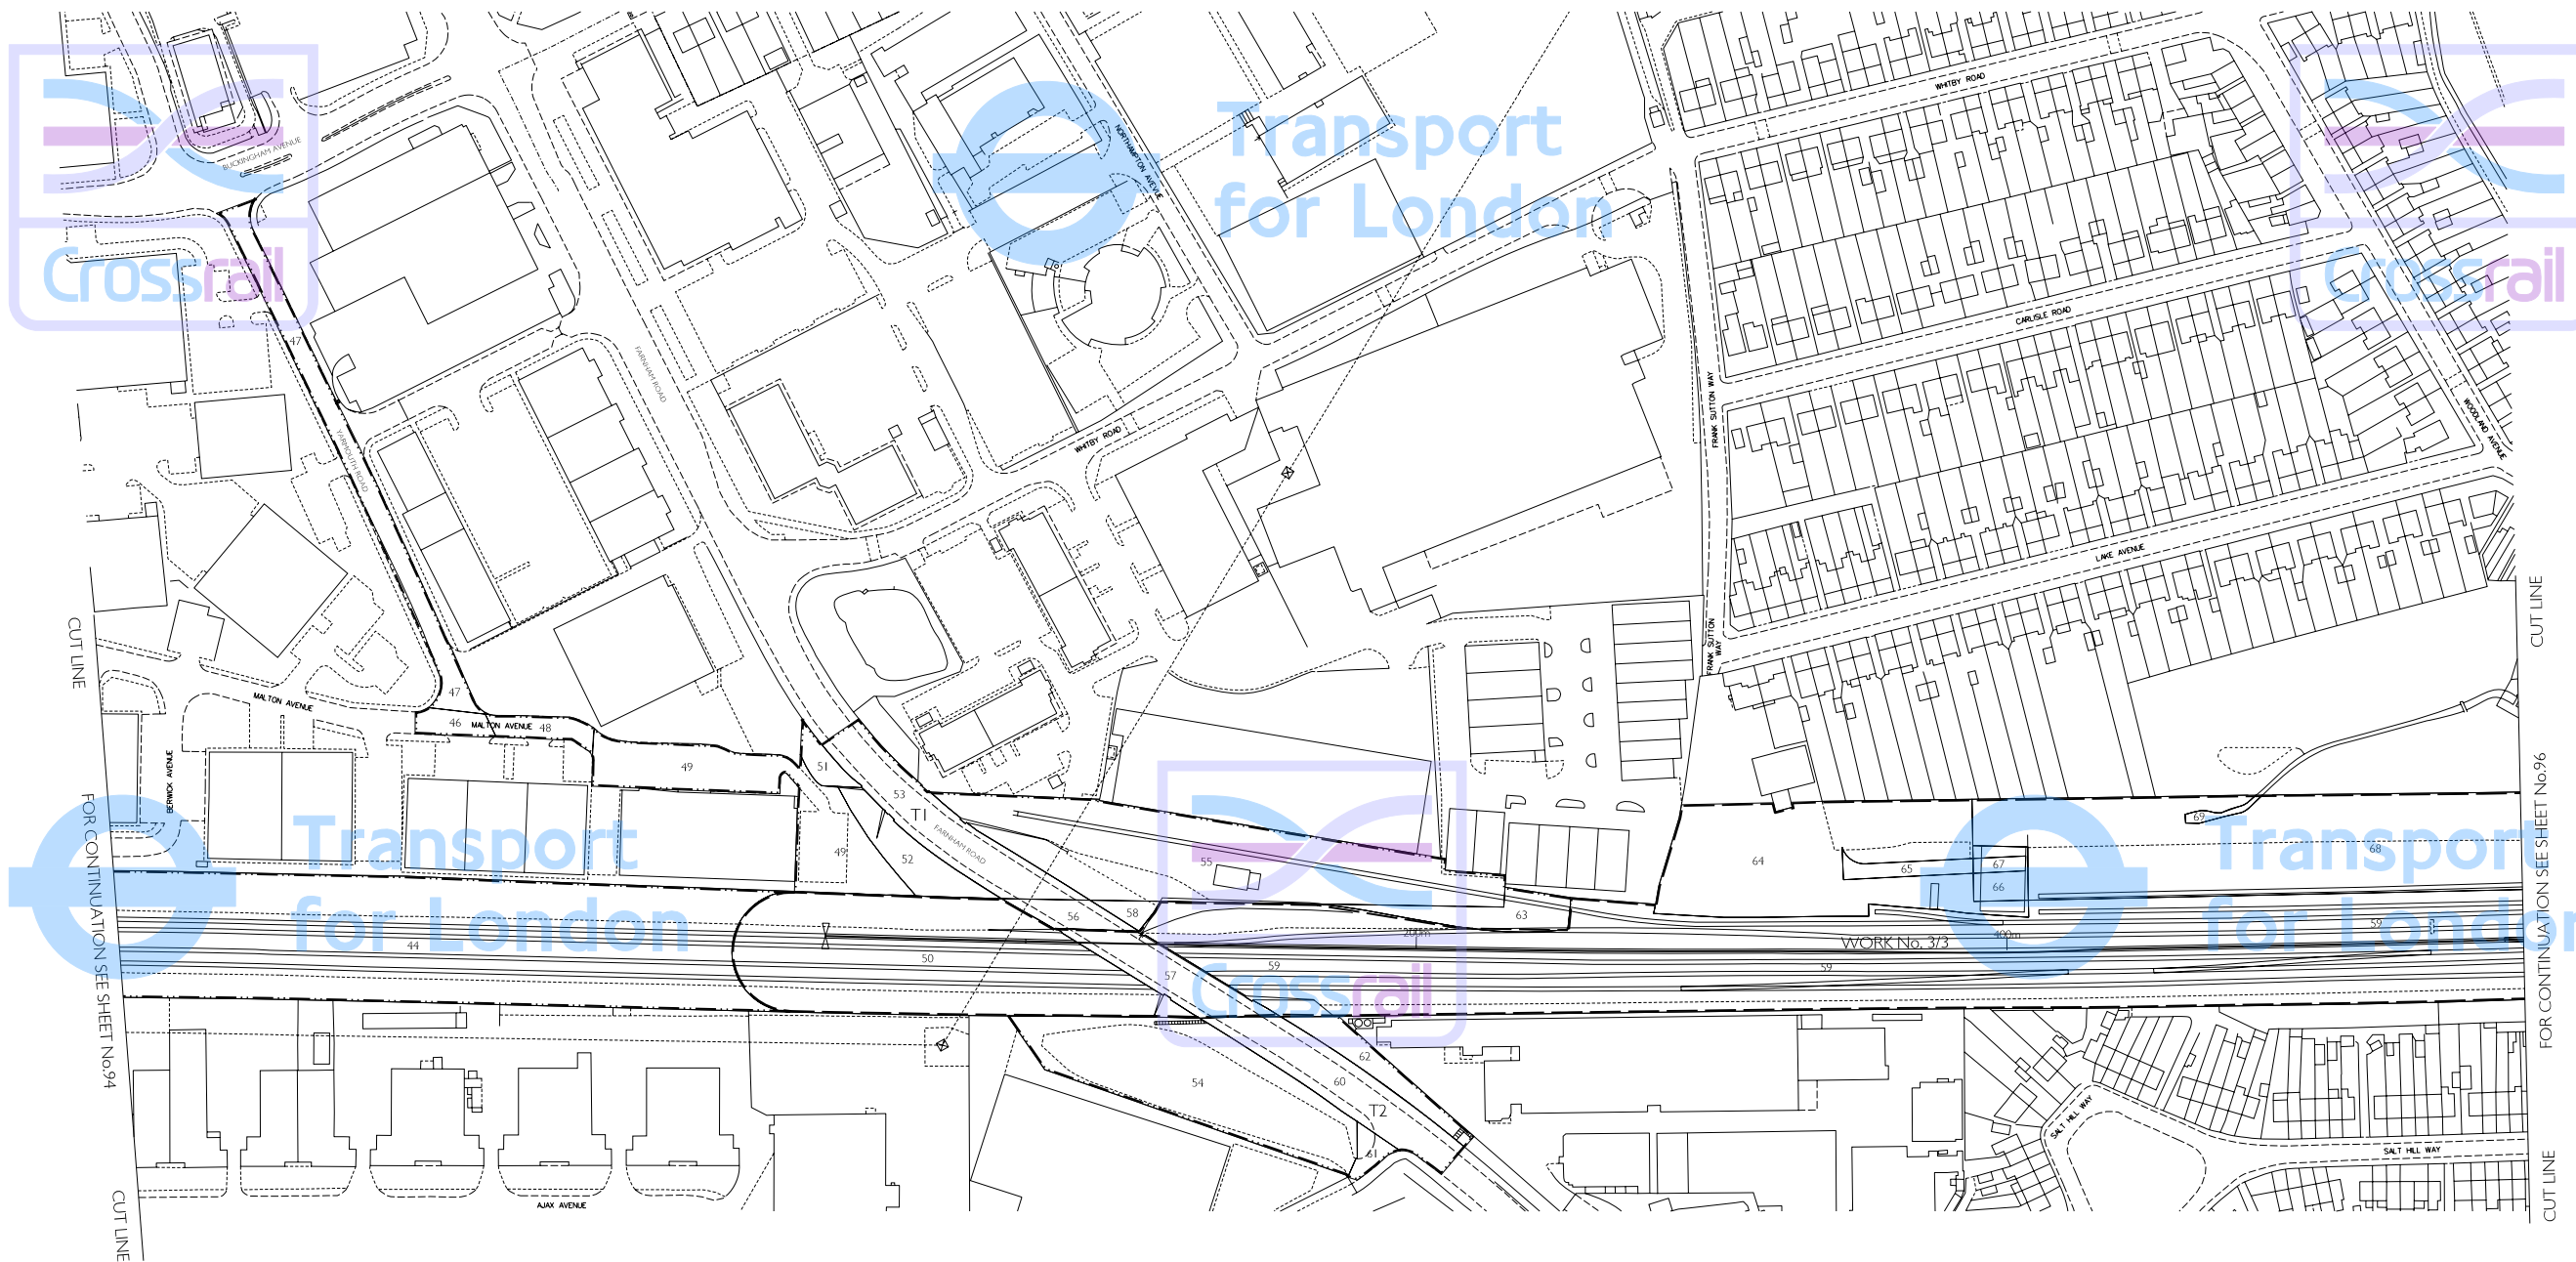 WHITBY ROAD
BUCKINGHAM AVENUE
NORTHAMPTON AVENUE
Transport
for London
Crossrail
Crossrail
CARLISLE ROAD
47
FARNHAM ROAD
FRANK SUTTON WAY
WOODLAND AVENUE
YARMOUTH ROAD
WHITBY ROAD
LAKE AVENUE
CUT LINE
CUT LINE
FRANK SUTTON
WAY
MALTON AVENUE
47
46
MALTON AVENUE
48
BERWICK AVENUE
49
51
53
T1
FARNHAM ROAD
49
52
55
64
65
67
66
69
68
FOR CONTINUATION SEE SHEET No.94
FOR CONTINUATION SEE SHEET No.96
Transport
for London
Transport
for London
56
58
63
59
44
50
200m
WORK No. 3/3
400m
59
59
59
57
Crossrail
54
62
60
T2
61
SALT HILL WAY
SALT HILL WAY
AJAX AVENUE
CUT LINE
CUT LINE